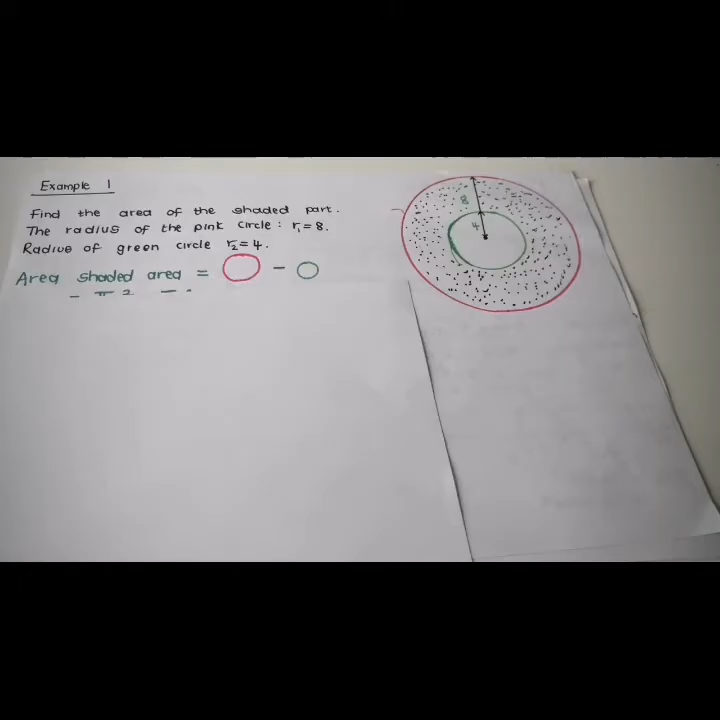 Example 1
Find the area of the shaded part.
The radius of the pink circle: r₁ = 8.
Radius of green circle r₂ = 4.
Area shaded area = ○ - ○
8
4